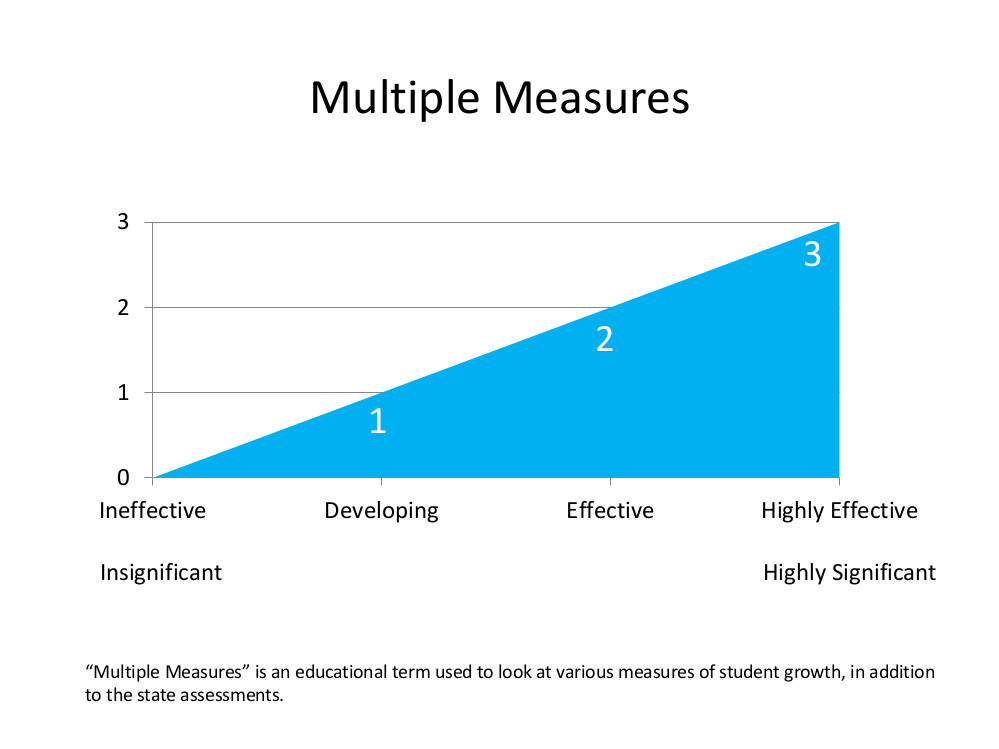 Multiple Measures
3
3
2
2
1
1
0
Ineffective Developing Effective Highly Effective
Insignificant Highly Significant
“Multiple Measures” is an educational term used to look at various measures of student growth, in addition
to the state assessments.